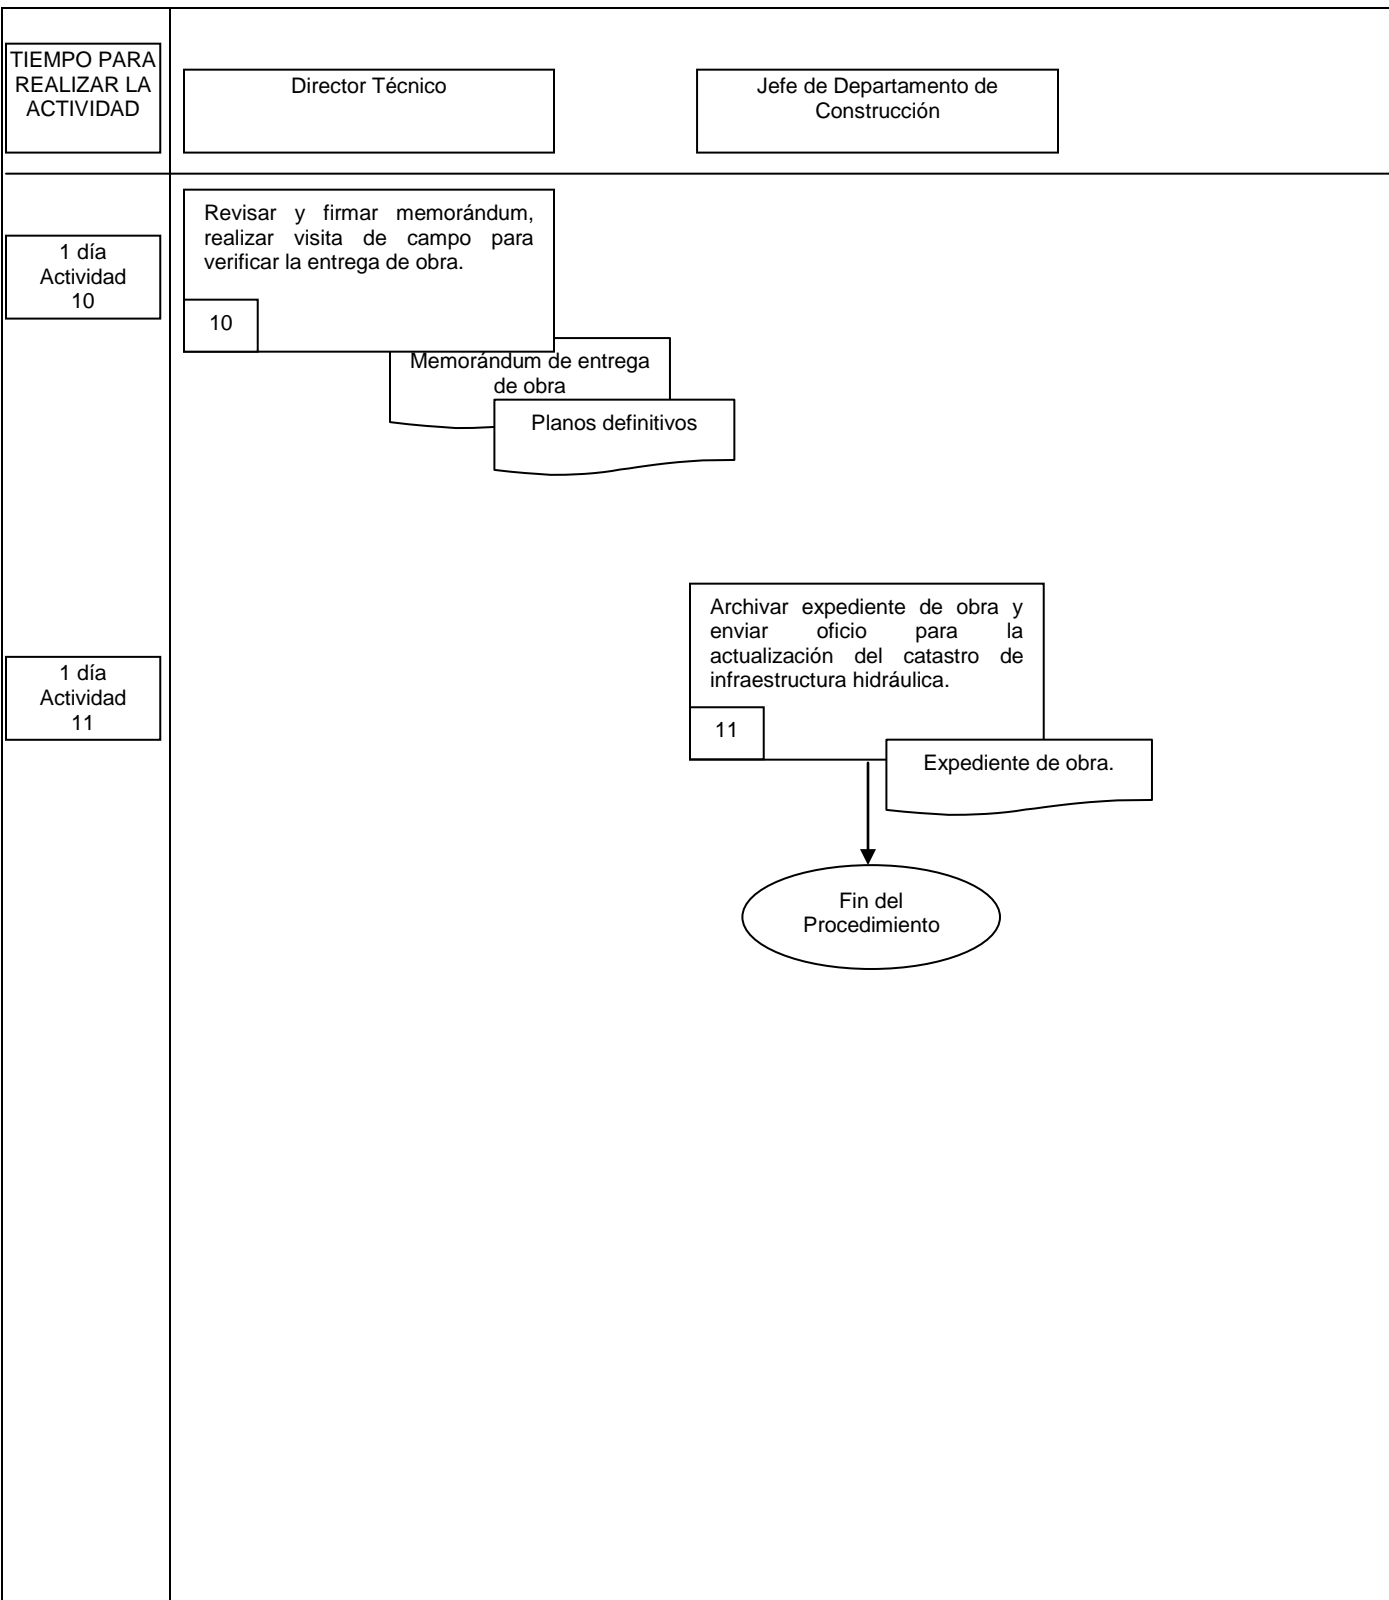 TIEMPO PARA
REALIZAR LA
ACTIVIDAD
Director Técnico
Jefe de Departamento de
Construcción
1 día
Actividad
10
Revisar y firmar memorándum,
realizar visita de campo para
verificar la entrega de obra.
10
Memorándum de entrega
de obra
Planos definitivos
1 día
Actividad
11
Archivar expediente de obra y
enviar oficio para la
actualización del catastro de
infraestructura hidráulica.
11
Expediente de obra.
Fin del
Procedimiento